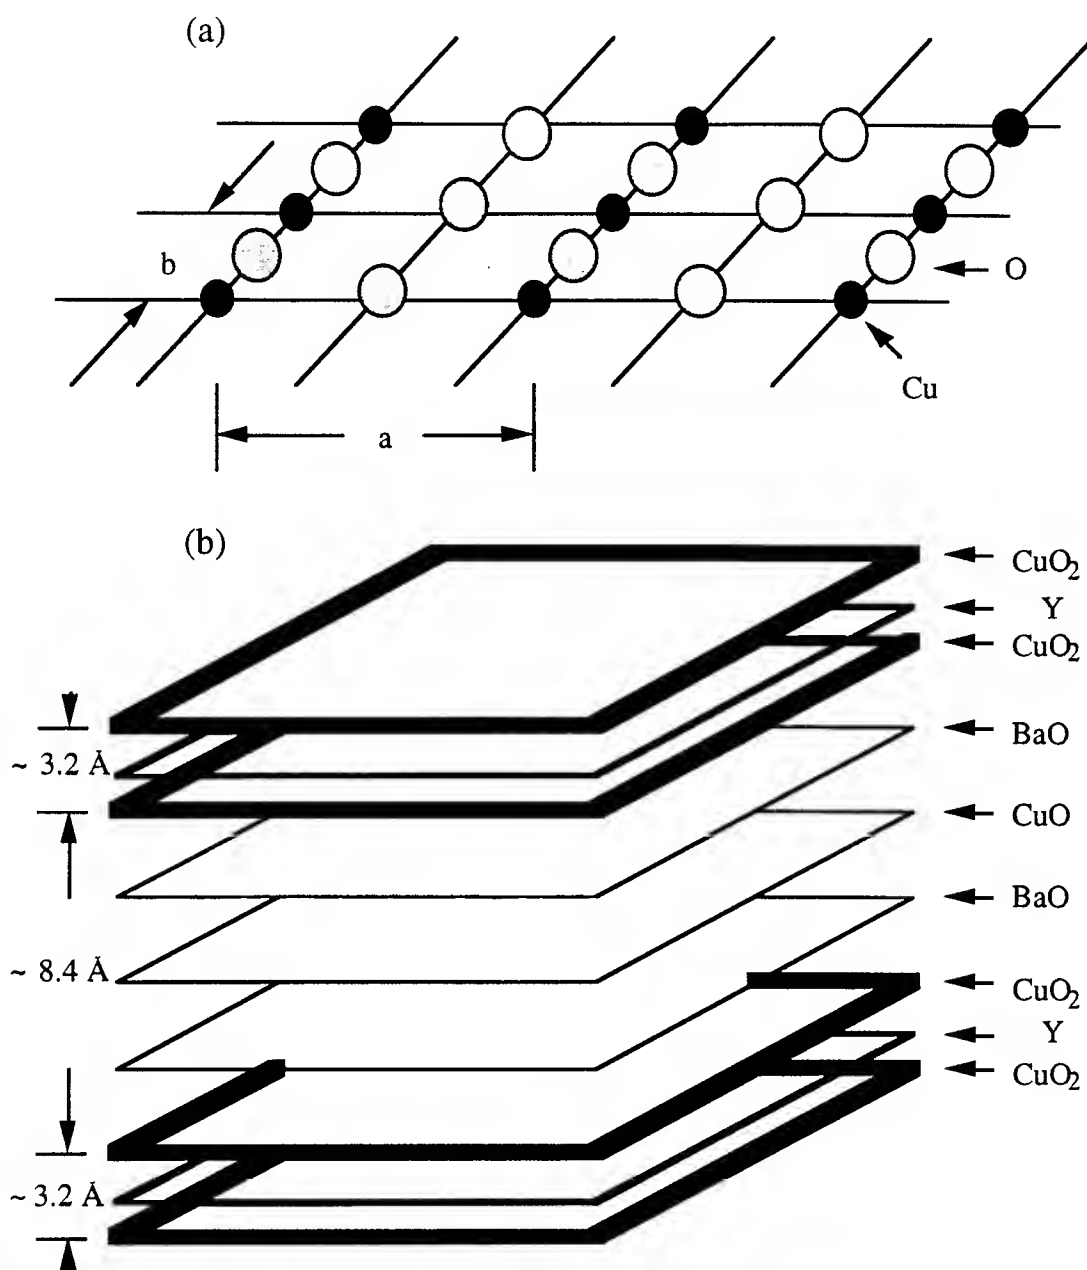 (a)
b
O
Cu
a
(b)
CuO₂
Y
CuO₂
~ 3.2 Å
BaO
CuO
BaO
~ 8.4 Å
CuO₂
Y
CuO₂
~ 3.2 Å